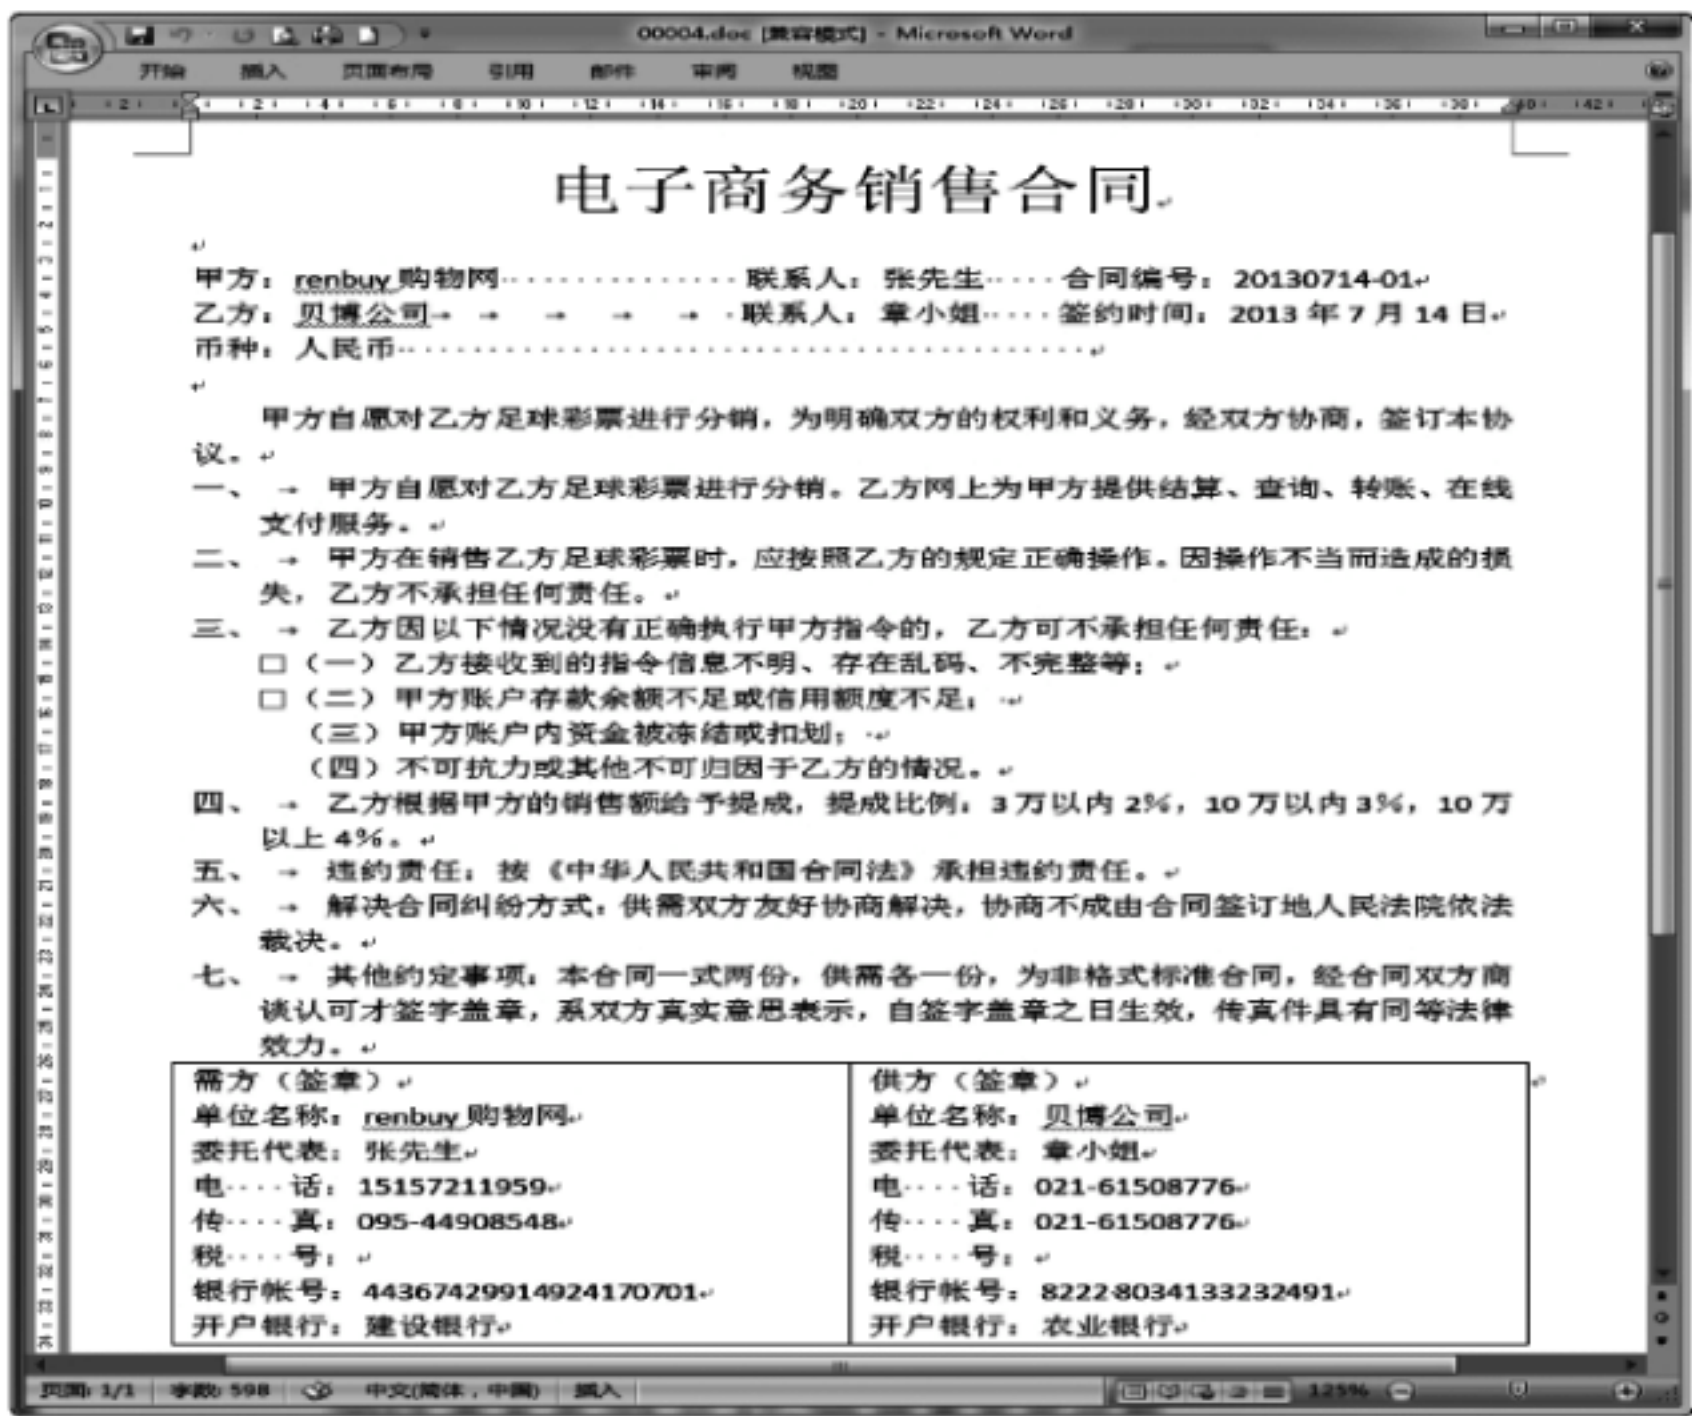 00004.doc [兼容模式] - Microsoft Word
开始 插入 页面布局 引用 邮件 审阅 视图
电子商务销售合同
甲方：renbuy 购物网 联系人：张先生 合同编号：20130714-01
乙方：贝博公司 联系人：章小姐 签约时间：2013 年 7 月 14 日
币种：人民币
甲方自愿对乙方足球彩票进行分销，为明确双方的权利和义务，经双方协商，签订本协
议。
一、 甲方自愿对乙方足球彩票进行分销。乙方网上为甲方提供结算、查询、转账、在线
支付服务。
二、 甲方在销售乙方足球彩票时，应按照乙方的规定正确操作。因操作不当而造成的损
失，乙方不承担任何责任。
三、 乙方因以下情况没有正确执行甲方指令的，乙方可不承担任何责任：
□（一）乙方接收到的指令信息不明、存在乱码、不完整等；
□（二）甲方账户存款余额不足或信用额度不足；
（三）甲方账户内资金被冻结或扣划；
（四）不可抗力或其他不可归因于乙方的情况。
四、 乙方根据甲方的销售额给予提成，提成比例：3 万以内 2%，10 万以内 3%，10 万
以上 4%。
五、 违约责任：按《中华人民共和国合同法》承担违约责任。
六、 解决合同纠纷方式：供需双方友好协商解决，协商不成由合同签订地人民法院依法
裁决。
七、 其他约定事项：本合同一式两份，供需各一份，为非格式标准合同，经合同双方商
谈认可才签字盖章，系双方真实意思表示，自签字盖章之日生效，传真件具有同等法律
效力。
需方（签章）
单位名称：renbuy 购物网
委托代表：张先生
电 话：15157211959
传 真：095-44908548
税 号：
银行帐号：443674299149241​70701
开户银行：建设银行
供方（签章）
单位名称：贝博公司
委托代表：章小姐
电 话：021-61508776
传 真：021-61508776
税 号：
银行帐号：82228034133232491
开户银行：农业银行
页面: 1/1 字数: 598 中文(简体，中国) 插入 125%